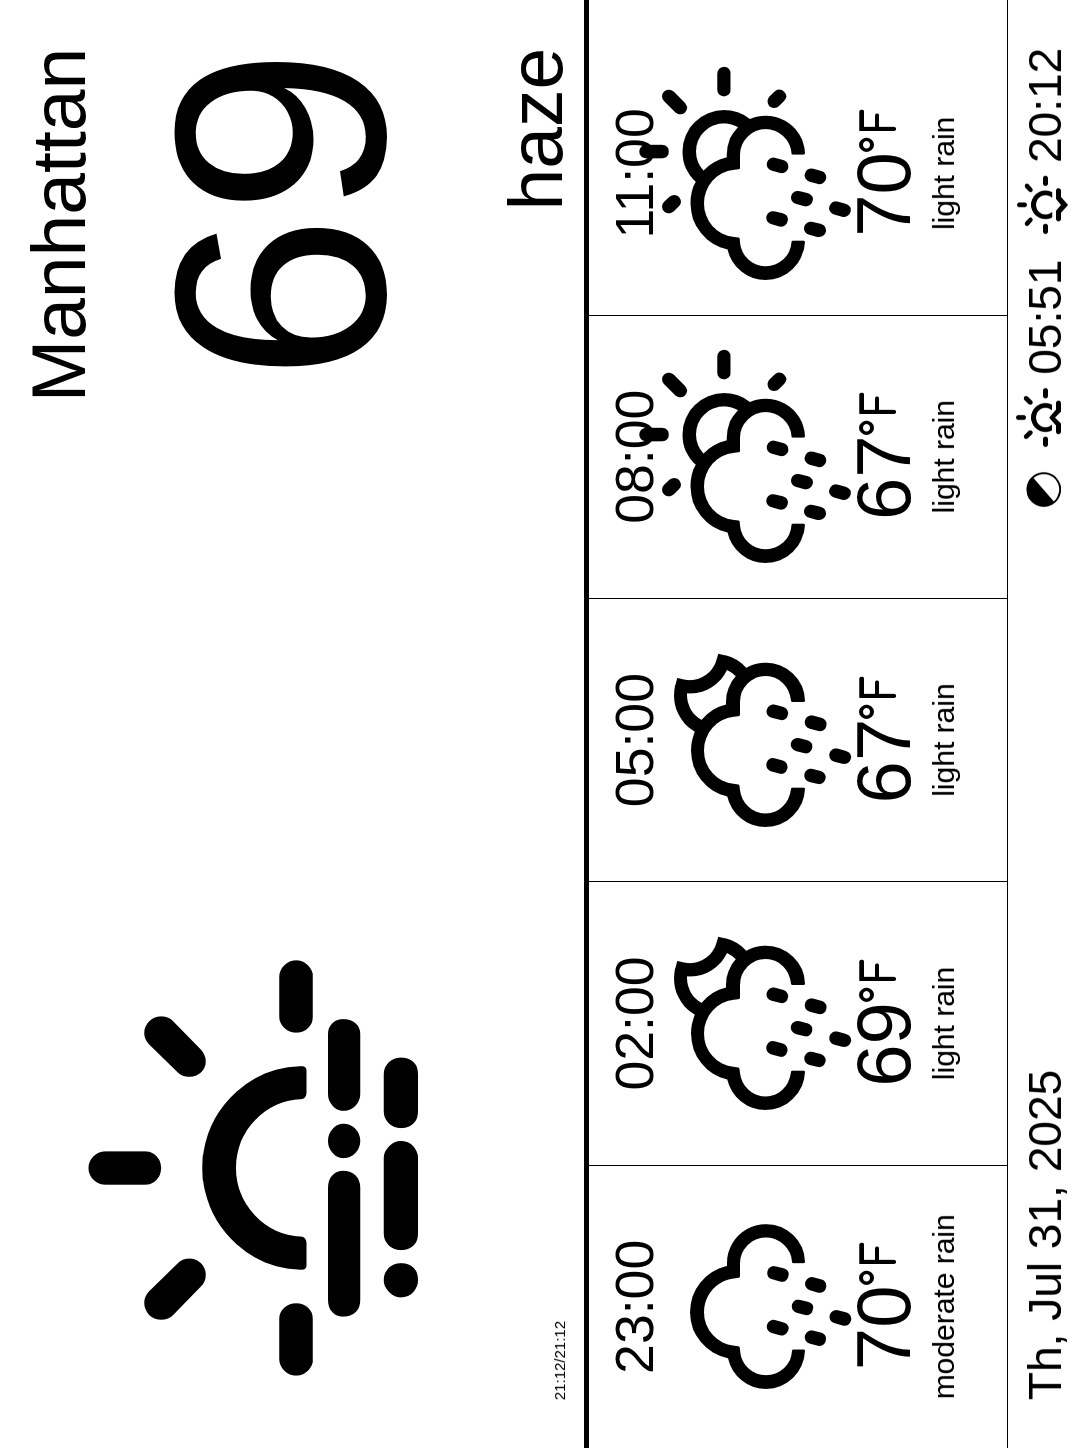 Manhattan
69
haze
21:12/21:12
23:00 02:00 05:00 08:00 11:00
70°F 69°F 67°F 67°F 70°F
moderate rain light rain light rain light rain light rain
Th, Jul 31, 2025 05:51 20:12